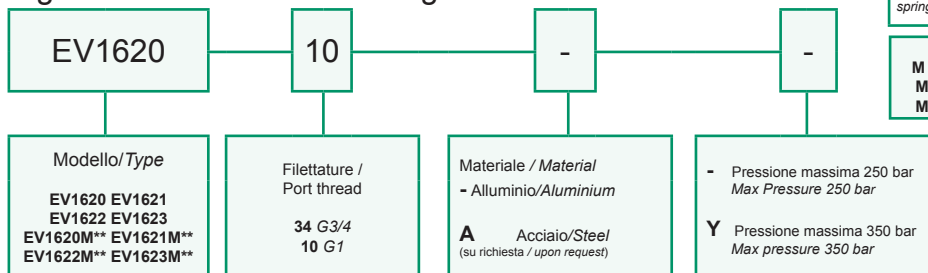 spring
EV1620
10
-
-
M
M
M
Modello/Type
EV1620 EV1621
EV1622 EV1623
EV1620M** EV1621M**
EV1622M** EV1623M**
Filettature /
Port thread
34 G3/4
10 G1
Materiale / Material
- Alluminio/Aluminium
A Acciaio/Steel
(su richiesta / upon request)
- Pressione massima 250 bar
Max Pressure 250 bar
Y Pressione massima 350 bar
Max pressure 350 bar